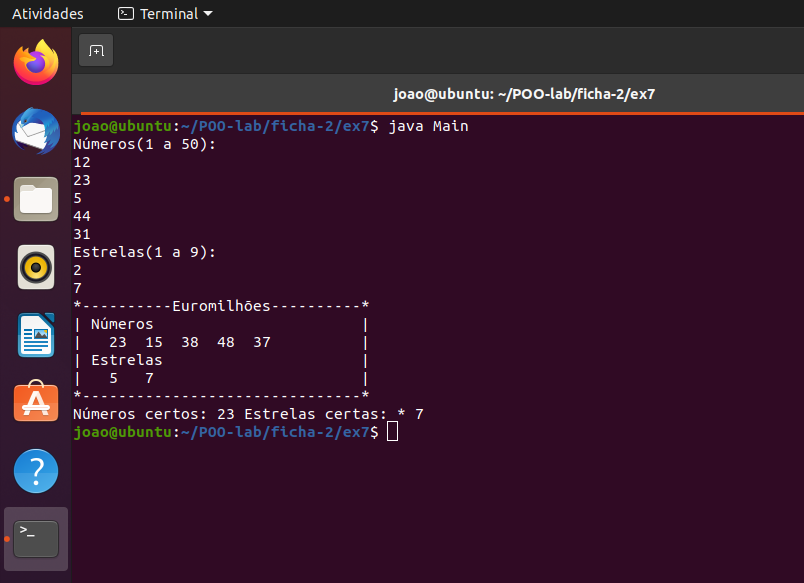 Atividades Terminal
joao@ubuntu: ~/POO-lab/ficha-2/ex7
joao@ubuntu:~/POO-lab/ficha-2/ex7$ java Main
Números(1 a 50):
12
23
5
44
31
Estrelas(1 a 9):
2
7
*----------Euromilhões----------*
| Números                       |
|   23  15  38  48  37          |
| Estrelas                      |
|   5   7                       |
*-------------------------------*
Números certos: 23 Estrelas certas: * 7
joao@ubuntu:~/POO-lab/ficha-2/ex7$